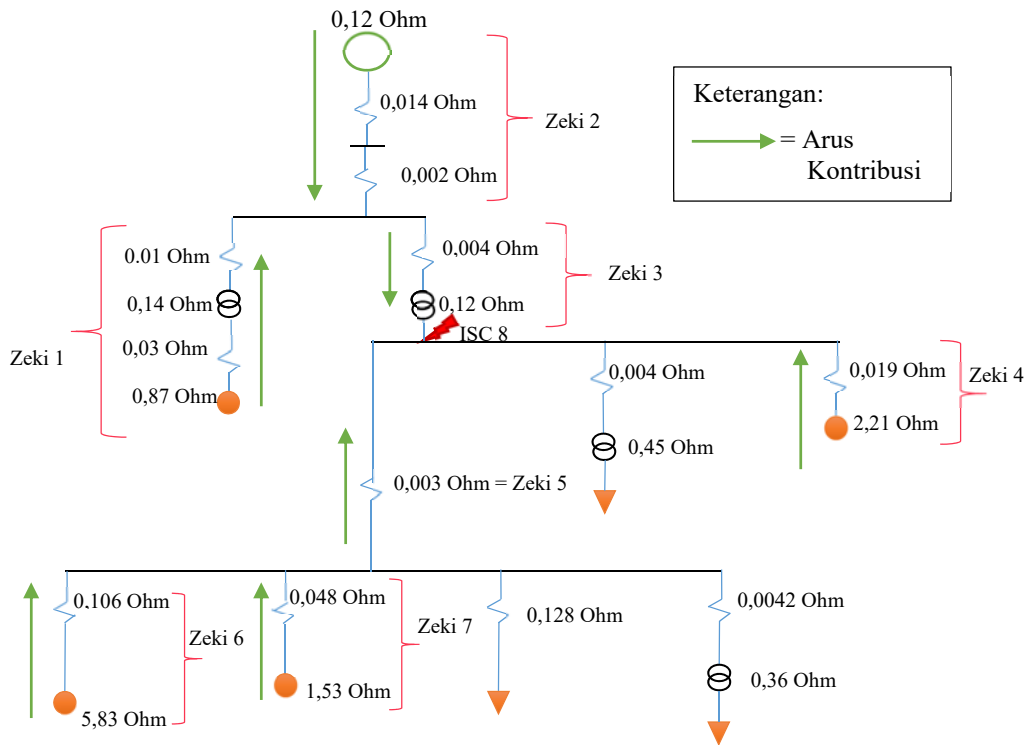 0,12 Ohm
0,014 Ohm
Zeki 2
0,002 Ohm
Keterangan:
= Arus
Kontribusi
0.01 Ohm
0,14 Ohm
0,03 Ohm
0,87 Ohm
Zeki 1
0,004 Ohm
0,12 Ohm
Zeki 3
ISC 8
0,004 Ohm
0,45 Ohm
0,019 Ohm
2,21 Ohm
Zeki 4
0,003 Ohm = Zeki 5
0,106 Ohm
Zeki 6
5,83 Ohm
0,048 Ohm
Zeki 7
1,53 Ohm
0,128 Ohm
0,0042 Ohm
0,36 Ohm